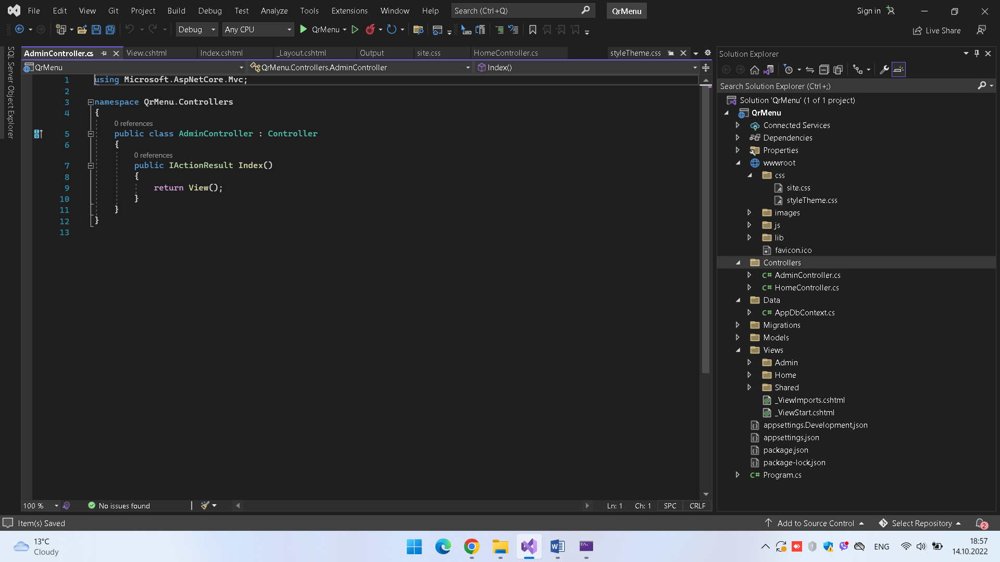 File Edit View Git Project Build Debug Test Analyze Tools Extensions Window Help Search (Ctrl+Q) QrMenu Sign in
Debug Any CPU QrMenu Live Share
SQL Server Object Explorer
AdminController.cs View.cshtml Index.cshtml _Layout.cshtml Output site.css HomeController.cs styleTheme.css
QrMenu QrMenu.Controllers.AdminController Index()
1 using Microsoft.AspNetCore.Mvc;
2
3 namespace QrMenu.Controllers
4 {
0 references
5 public class AdminController : Controller
6 {
0 references
7 public IActionResult Index()
8 {
9 return View();
10 }
11 }
12 }
13
100 % No issues found Ln: 1 Ch: 1 SPC CRLF
Solution Explorer
Search Solution Explorer (Ctrl+;)
Solution 'QrMenu' (1 of 1 project)
QrMenu
Connected Services
Dependencies
Properties
wwwroot
css
site.css
styleTheme.css
images
js
lib
favicon.ico
Controllers
C# AdminController.cs
C# HomeController.cs
Data
C# AppDbContext.cs
Migrations
Models
Views
Admin
Home
Shared
_ViewImports.cshtml
_ViewStart.cshtml
appsettings.Development.json
appsettings.json
package.json
package-lock.json
C# Program.cs
Item(s) Saved Add to Source Control Select Repository 2
13°C
Cloudy
ENG
18:57
14.10.2022